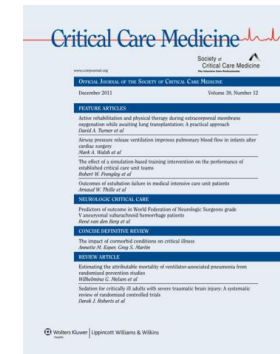 Critical Care Medicine
Society of
Critical Care Medicine
The Intensive Care Professionals
www.ccmjournal.org
OFFICIAL JOURNAL OF THE SOCIETY OF CRITICAL CARE MEDICINE
December 2011 Volume 39, Number 12
FEATURE ARTICLES
Active rehabilitation and physical therapy during extracorporeal membrane
oxygenation while awaiting lung transplantation: A practical approach
David A. Turner et al
Airway pressure release ventilation improves pulmonary blood flow in infants after
cardiac surgery
Mark A. Walsh et al
The effect of a simulation-based training intervention on the performance of
established critical care unit teams
Robert W. Frengley et al
Outcomes of extubation failure in medical intensive care unit patients
Arnaud W. Thille et al
NEUROLOGIC CRITICAL CARE
Predictors of outcome in World Federation of Neurologic Surgeons grade
V aneurysmal subarachnoid hemorrhage patients
René van den Berg et al
CONCISE DEFINITIVE REVIEW
The impact of comorbid conditions on critical illness
Annette M. Esper, Greg S. Martin
REVIEW ARTICLE
Estimating the attributable mortality of ventilator-associated pneumonia from
randomized prevention studies
Wilhelmina G. Melsen et al
Sedation for critically ill adults with severe traumatic brain injury: A systematic
review of randomized controlled trials
Derek J. Roberts et al
Wolters Kluwer Lippincott Williams & Wilkins
Health